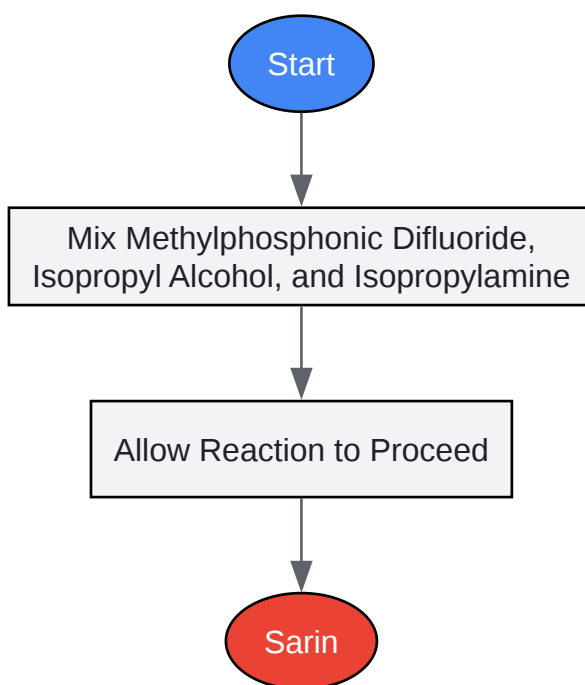 Start
Mix Methylphosphonic Difluoride,
Isopropyl Alcohol, and Isopropylamine
Allow Reaction to Proceed
Sarin